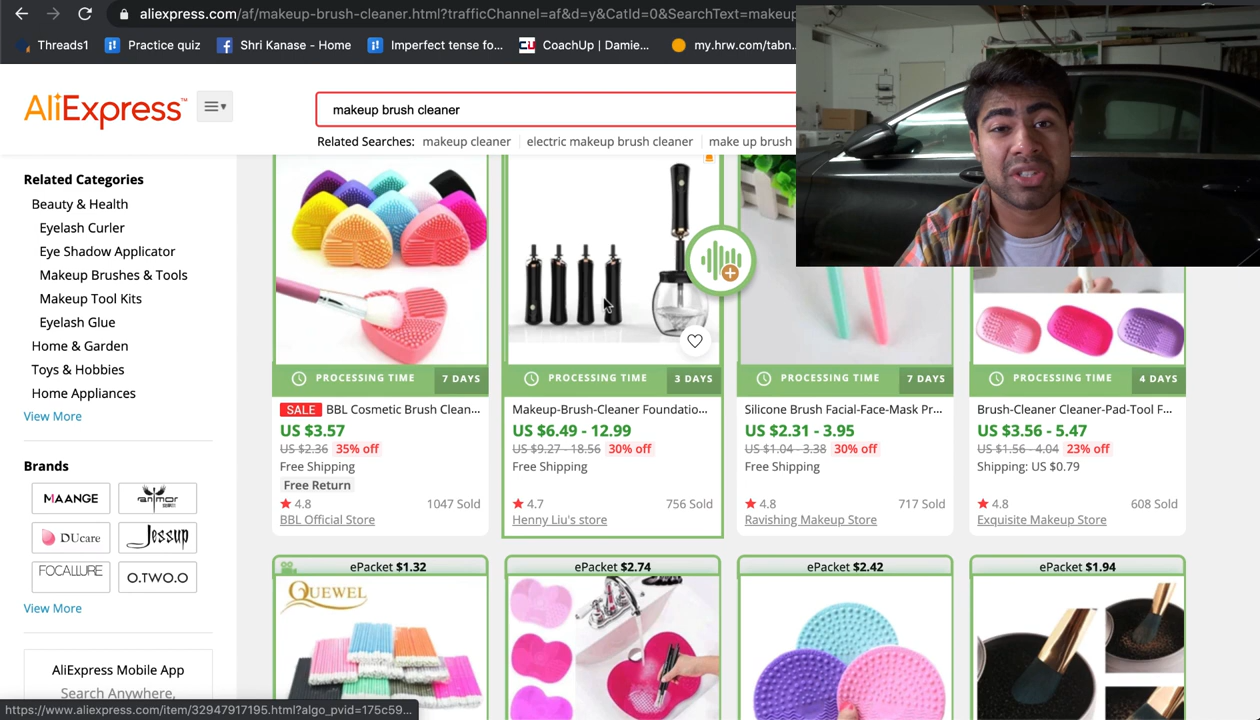 aliexpress.com/af/makeup-brush-cleaner.html?trafficChannel=af&d=y&CatId=0&SearchText=makeup
Threads1 Practice quiz Shri Kanase - Home Imperfect tense fo... CoachUp | Damie... my.hrw.com/tabn...
AliExpress™
makeup brush cleaner
Related Searches: makeup cleaner electric makeup brush cleaner make up brush
Related Categories
Beauty & Health
Eyelash Curler
Eye Shadow Applicator
Makeup Brushes & Tools
Makeup Tool Kits
Eyelash Glue
Home & Garden
Toys & Hobbies
Home Appliances
View More
Brands
MAANGE
DUcare Jessup
FOCALLURE O.TWO.O
View More
AliExpress Mobile App
Search Anywhere,
PROCESSING TIME 7 DAYS
SALE BBL Cosmetic Brush Clean...
US $3.57
US $2.36 35% off
Free Shipping
Free Return
4.8 1047 Sold
BBL Official Store
PROCESSING TIME 3 DAYS
Makeup-Brush-Cleaner Foundatio...
US $6.49 - 12.99
US $9.27 - 18.56 30% off
Free Shipping
4.7 756 Sold
Henny Liu's store
PROCESSING TIME 7 DAYS
Silicone Brush Facial-Face-Mask Pr...
US $2.31 - 3.95
US $1.04 - 3.38 30% off
Free Shipping
4.8 717 Sold
Ravishing Makeup Store
PROCESSING TIME 4 DAYS
Brush-Cleaner Cleaner-Pad-Tool F...
US $3.56 - 5.47
US $1.56 - 4.04 23% off
Shipping: US $0.79
4.8 608 Sold
Exquisite Makeup Store
ePacket $1.32
QUEWEL
ePacket $2.74
ePacket $2.42
ePacket $1.94
https://www.aliexpress.com/item/32947917195.html?algo_pvid=175c59...